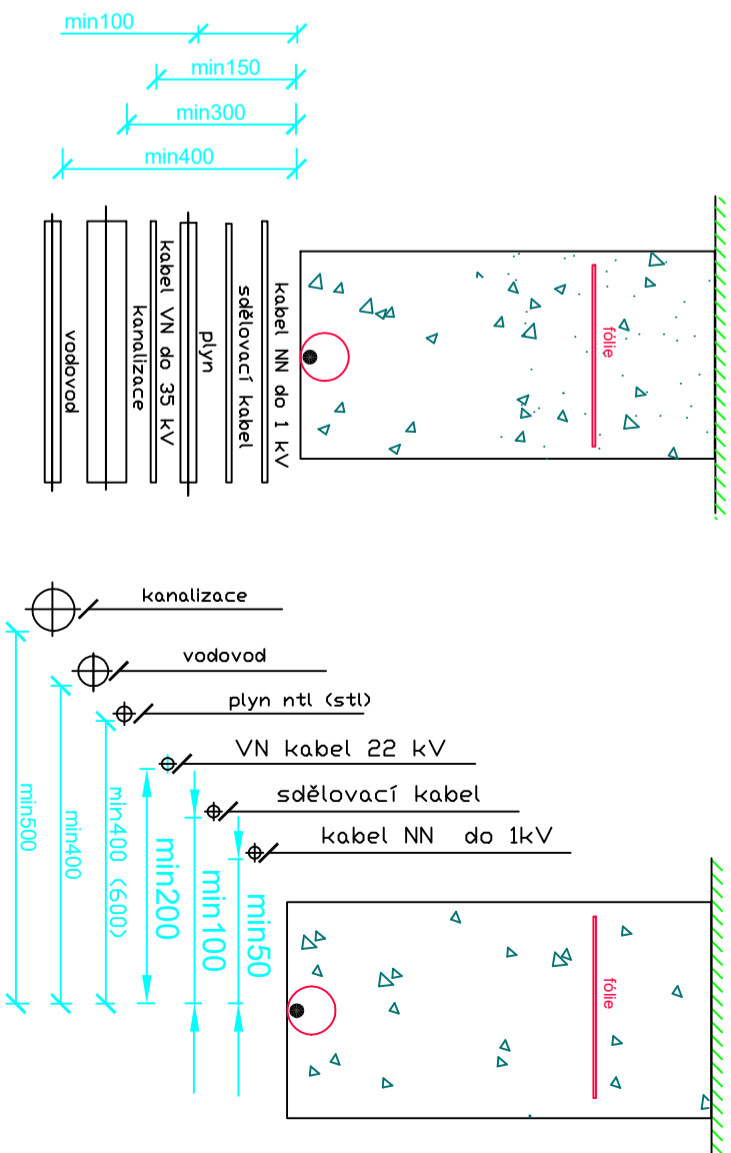 min100
min150
min300
min400
fólie
kabel NN do 1 kV
sdělovací kabel
plyn
kabel VN do 35 kV
kanalizace
vodovod
kanalizace
vodovod
plyn ntl (stl)
VN kabel 22 kV
sdělovací kabel
kabel NN do 1kV
fólie
min50
min100
min200
min400 (600)
min400
min500